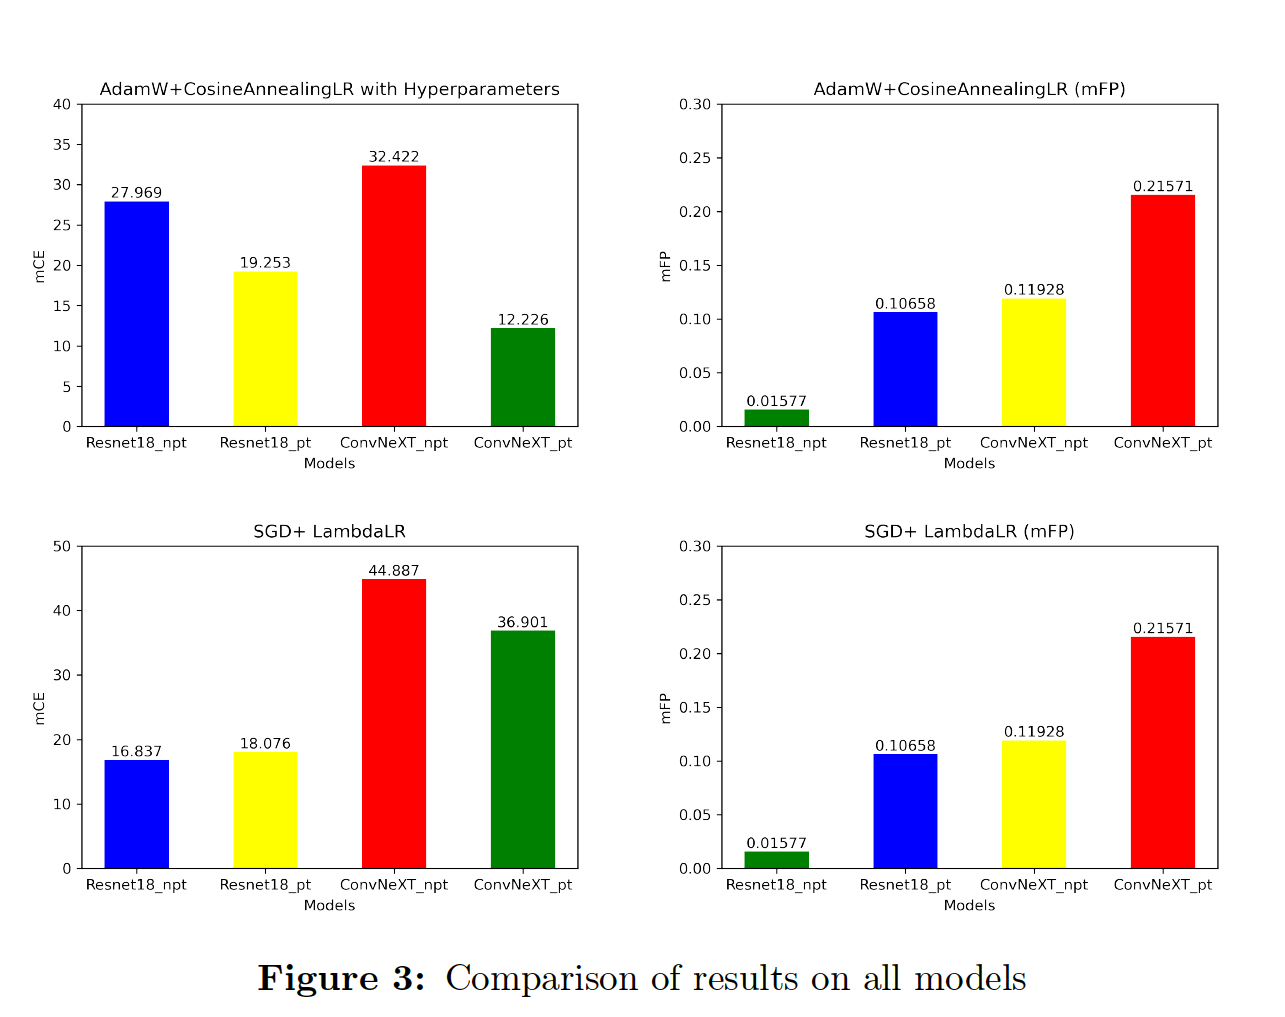 AdamW+CosineAnnealingLR with Hyperparameters
40
35
30
25
20
15
10
5
0
mCE
27.969
19.253
32.422
12.226
Resnet18_npt Resnet18_pt ConvNeXT_npt ConvNeXT_pt
Models
AdamW+CosineAnnealingLR (mFP)
0.30
0.25
0.20
0.15
0.10
0.05
0.00
mFP
0.01577
0.10658
0.11928
0.21571
Resnet18_npt Resnet18_pt ConvNeXT_npt ConvNeXT_pt
Models
SGD+ LambdaLR
50
40
30
20
10
0
mCE
16.837
18.076
44.887
36.901
Resnet18_npt Resnet18_pt ConvNeXT_npt ConvNeXT_pt
Models
SGD+ LambdaLR (mFP)
0.30
0.25
0.20
0.15
0.10
0.05
0.00
mFP
0.01577
0.10658
0.11928
0.21571
Resnet18_npt Resnet18_pt ConvNeXT_npt ConvNeXT_pt
Models
Figure 3: Comparison of results on all models